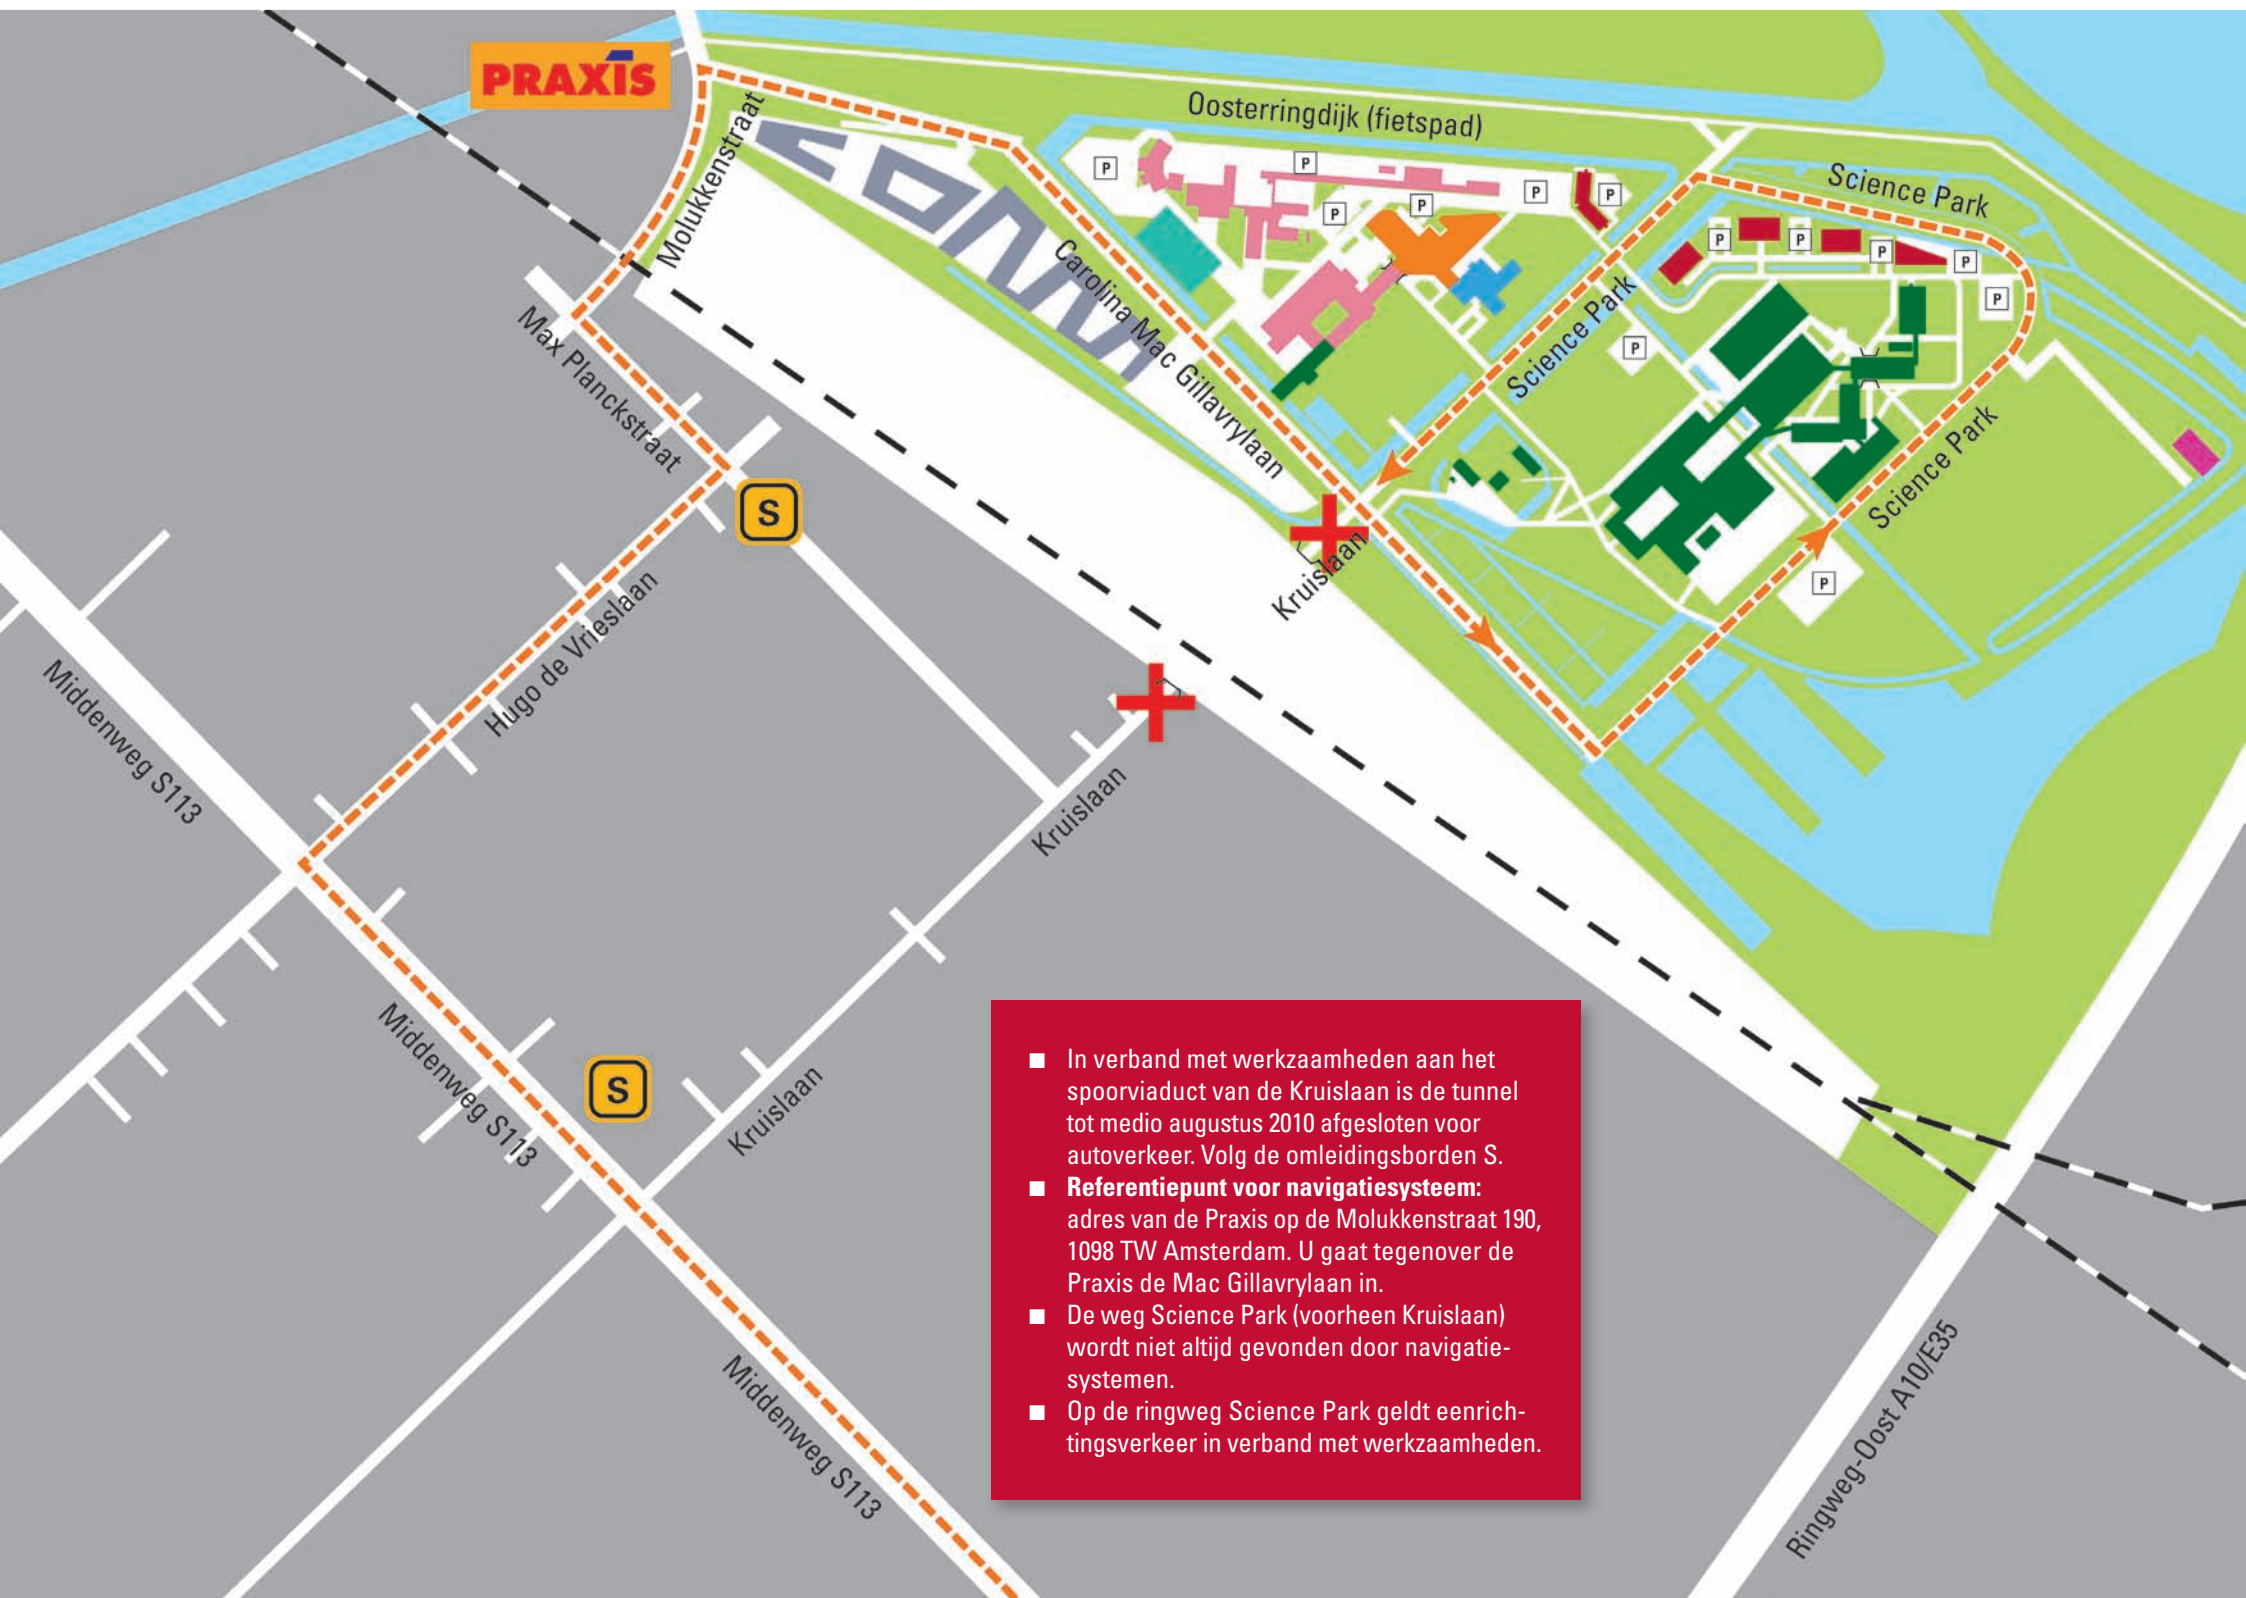 PRAXIS
Oosterringdijk (fietspad)
Science Park
Molukkenstraat
P
P
P
P
P
P
P
P
P
P
P
P
P
Carolina Mac Gillavrylaan
Science Park
Max Planckstraat
Science Park
P
S
Kruislaan
Hugo de Vrieslaan
Middenweg S113
Kruislaan
Middenweg S113
S
Kruislaan
Middenweg S113
Ringweg-Oost A10/E35
■ In verband met werkzaamheden aan het
spoorviaduct van de Kruislaan is de tunnel
tot medio augustus 2010 afgesloten voor
autoverkeer. Volg de omleidingsborden S.
■ Referentiepunt voor navigatiesysteem:
adres van de Praxis op de Molukkenstraat 190,
1098 TW Amsterdam. U gaat tegenover de
Praxis de Mac Gillavrylaan in.
■ De weg Science Park (voorheen Kruislaan)
wordt niet altijd gevonden door navigatie-
systemen.
■ Op de ringweg Science Park geldt eenrich-
tingsverkeer in verband met werkzaamheden.